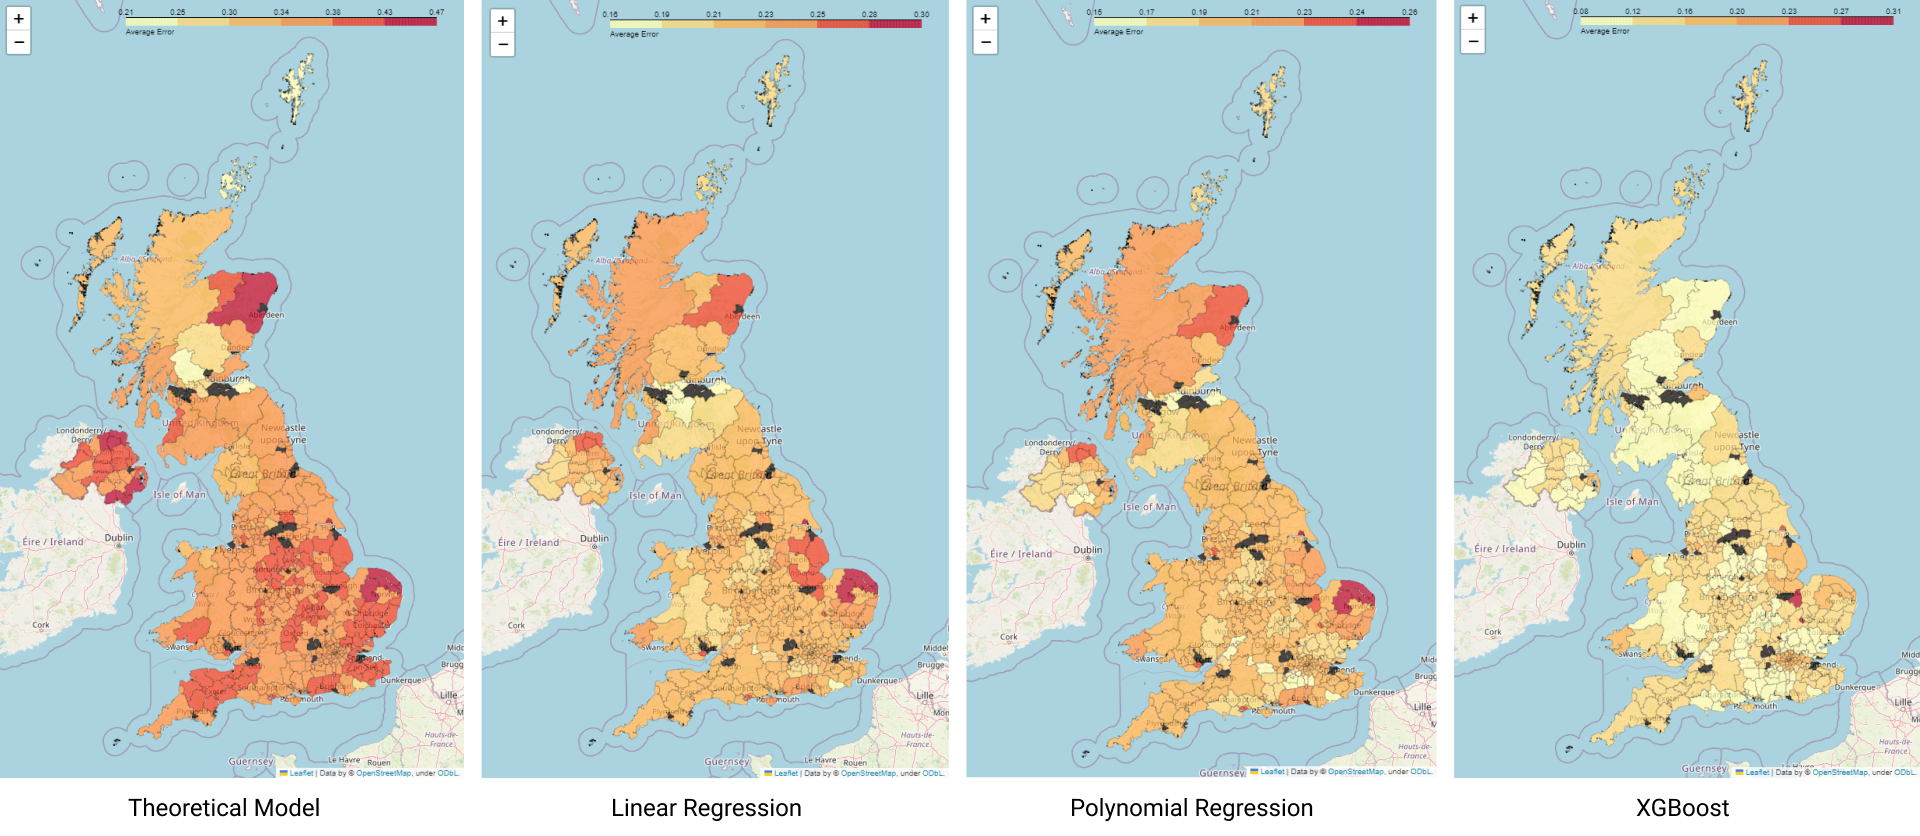 +
−
0.21 0.25 0.30 0.34 0.38 0.43 0.47
Average Error
Alba / Scotland
Aberdeen
Dundee
Edinburgh
United Kingdom
Londonderry/
Derry
Newcastle
upon Tyne
Carlisle
Great Britain
Isle of Man
Dublin
Éire / Ireland
Cork
Swansea
Portsmouth
Dunkerque
Lille
Hauts-de-
France
Le Havre
Rouen
Guernsey
Leaflet | Data by © OpenStreetMap, under ODbL.
Theoretical Model
+
−
0.16 0.19 0.21 0.23 0.25 0.28 0.30
Average Error
Alba / Scotland
Aberdeen
Dundee
Edinburgh
Londonderry/
Derry
Newcastle
upon Tyne
Carlisle
Great Britain
Isle of Man
Dublin
Éire / Ireland
Cork
Swansea
Portsmouth
Dunkerque
Lille
Hauts-de-
France
Le Havre
Rouen
Guernsey
Leaflet | Data by © OpenStreetMap, under ODbL.
Linear Regression
+
−
0.15 0.17 0.19 0.21 0.23 0.24 0.26
Average Error
Alba / Scotland
Aberdeen
Dundee
Glasgow
United Kingdom
Londonderry/
Derry
Newcastle
upon Tyne
Carlisle
Great Britain
Isle of Man
Dublin
Éire / Ireland
Cork
Portsmouth
Dunkerque
Lille
Hauts-de-
France
Guernsey
Leaflet | Data by © OpenStreetMap, under ODbL.
Polynomial Regression
+
−
0.08 0.12 0.16 0.20 0.23 0.27 0.31
Average Error
Alba / Scotland
Aberdeen
Dundee
Edinburgh
United Kingdom
Londonderry/
Derry
Newcastle
upon Tyne
Isle of Man
Dublin
Éire / Ireland
Cork
Swansea
Portsmouth
Dunkerque
Lille
Hauts-de-
France
Le Havre
Guernsey
Leaflet | Data by © OpenStreetMap, under ODbL.
XGBoost